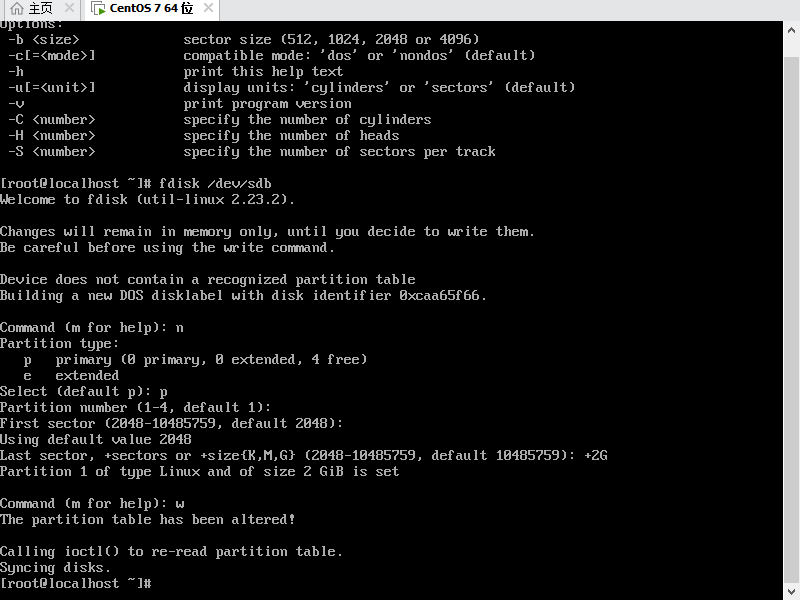 主页
CentOS 7 64 位
Options:
-b <size> sector size (512, 1024, 2048 or 4096)
-c[=<mode>] compatible mode: 'dos' or 'nondos' (default)
-h print this help text
-u[=<unit>] display units: 'cylinders' or 'sectors' (default)
-v print program version
-C <number> specify the number of cylinders
-H <number> specify the number of heads
-S <number> specify the number of sectors per track
[root@localhost ~]# fdisk /dev/sdb
Welcome to fdisk (util-linux 2.23.2).
Changes will remain in memory only, until you decide to write them.
Be careful before using the write command.
Device does not contain a recognized partition table
Building a new DOS disklabel with disk identifier 0xcaa65f66.
Command (m for help): n
Partition type:
p primary (0 primary, 0 extended, 4 free)
e extended
Select (default p): p
Partition number (1-4, default 1):
First sector (2048-10485759, default 2048):
Using default value 2048
Last sector, +sectors or +size{K,M,G} (2048-10485759, default 10485759): +2G
Partition 1 of type Linux and of size 2 GiB is set
Command (m for help): w
The partition table has been altered!
Calling ioctl() to re-read partition table.
Syncing disks.
[root@localhost ~]#